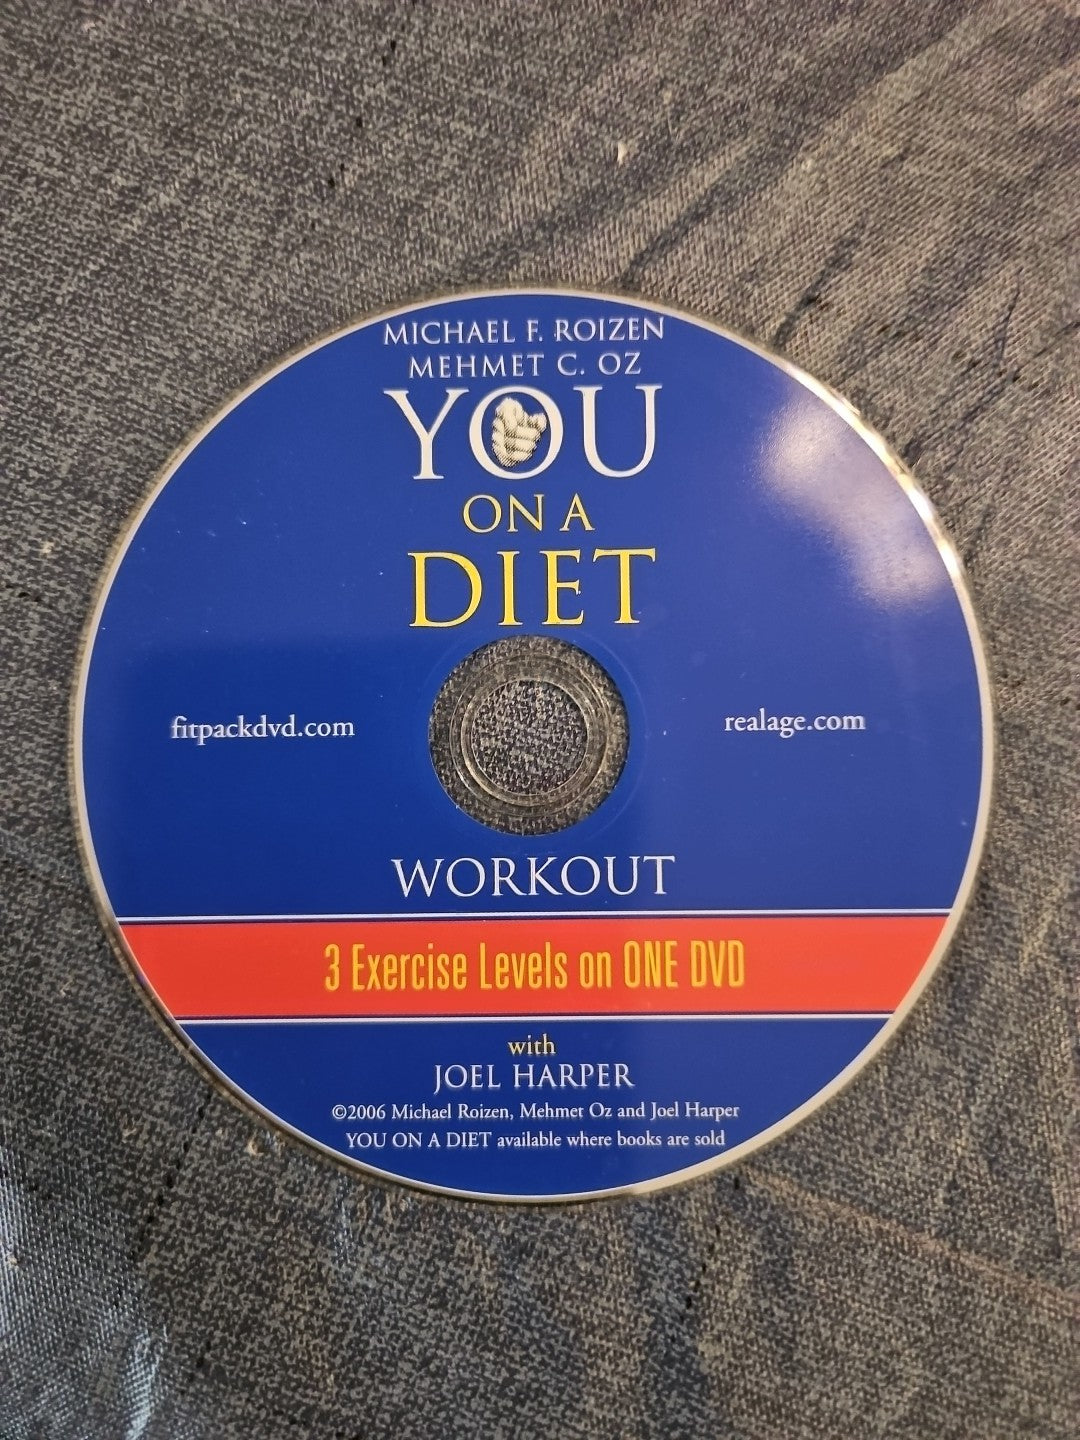 MICHAEL F. ROIZEN
MEHMET C. OZ
YOU
ON A
DIET
fitpackdvd.com
realage.com
WORKOUT
3 Exercise Levels on ONE DVD
with
JOEL HARPER
©2006 Michael Roizen, Mehmet Oz and Joel Harper
YOU ON A DIET available where books are sold